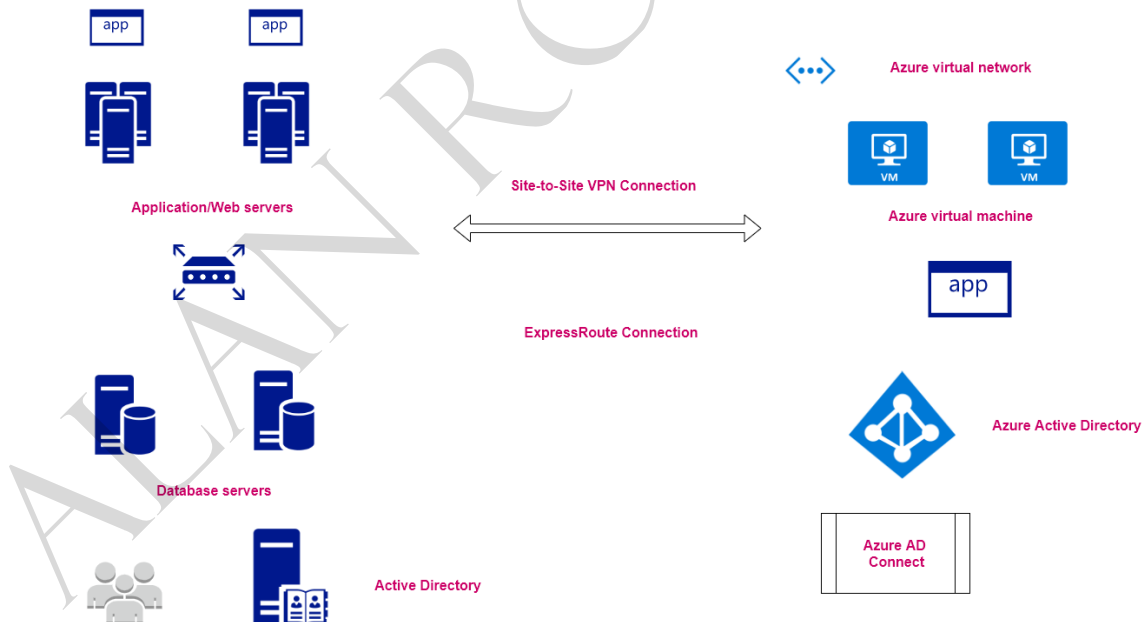 app
app
Azure virtual network
VM
VM
Site-to-Site VPN Connection
Application/Web servers
Azure virtual machine
app
ExpressRoute Connection
Azure Active Directory
Database servers
Azure AD
Connect
Active Directory
ALAN RO